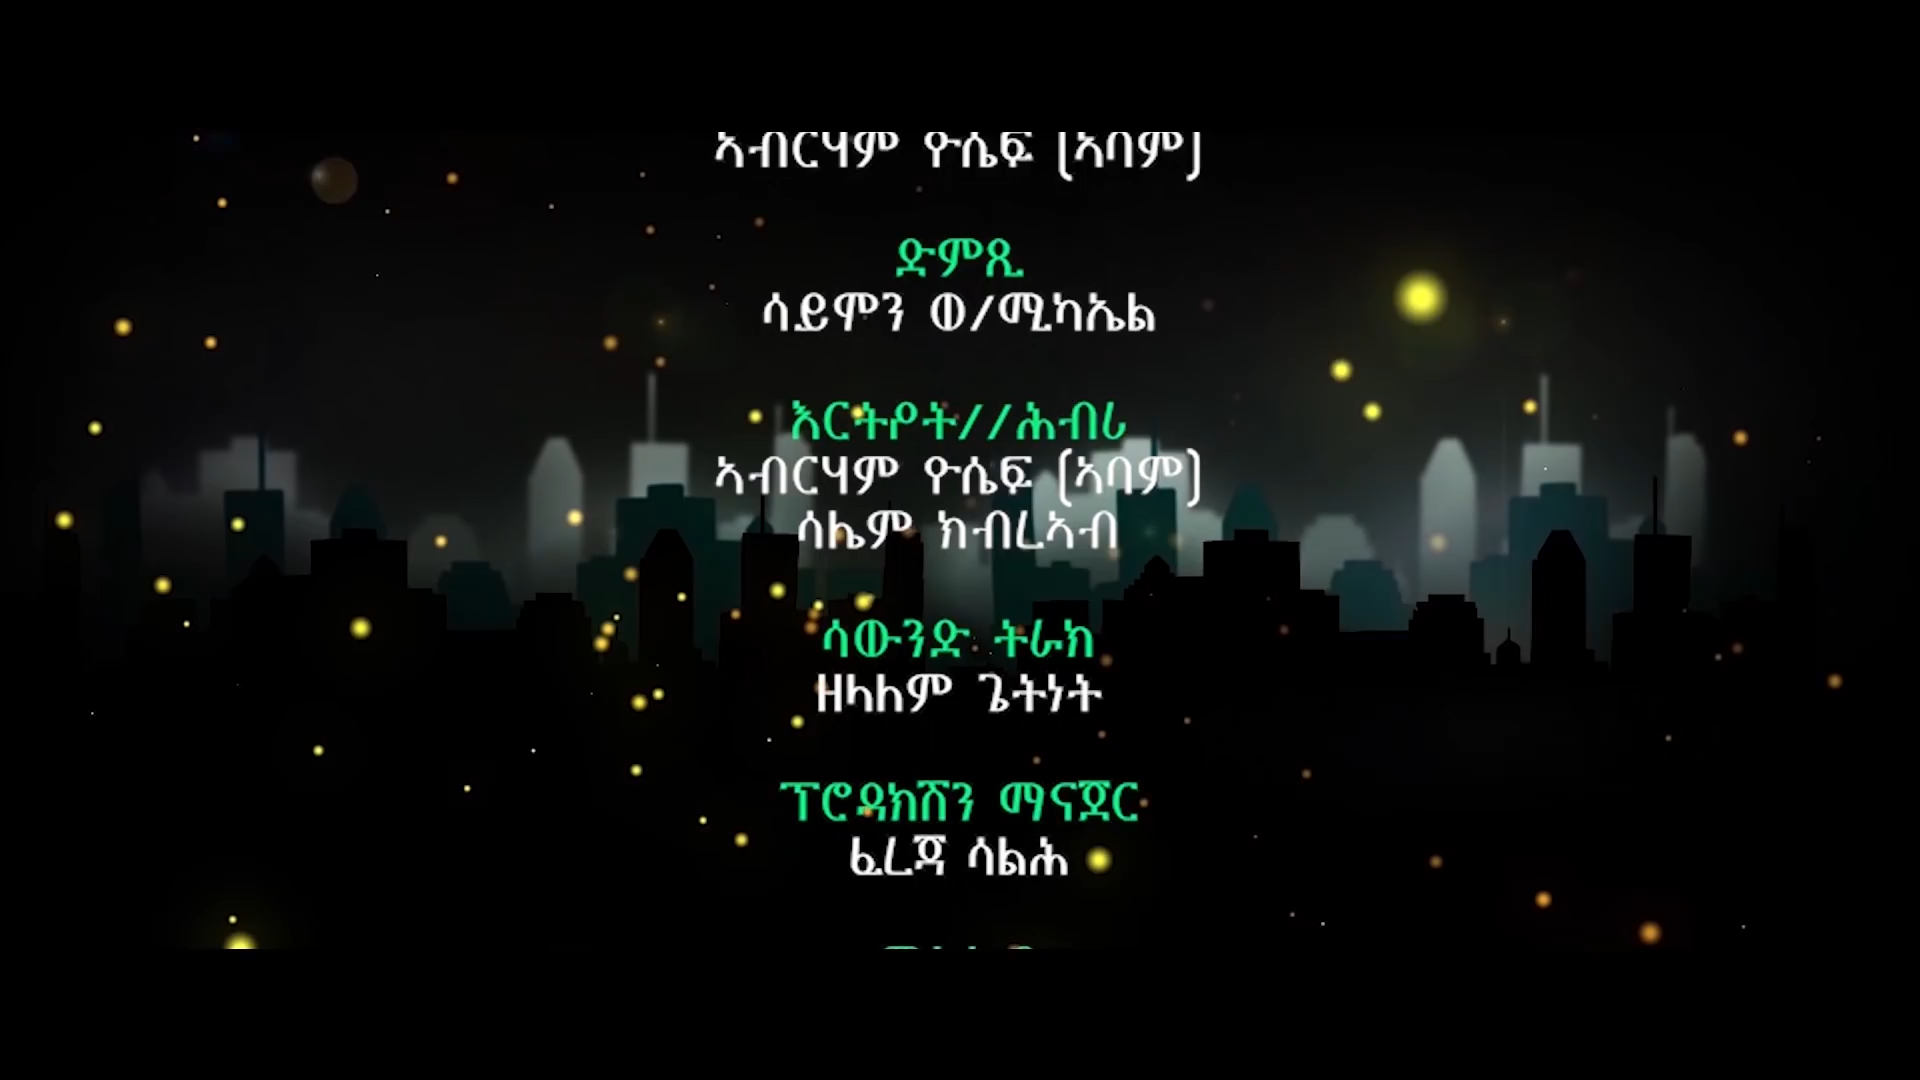 ኣብርሃም ዮሴፍ (ኣባም)
ድምጺ
ሳይሞን ወ/ሚካኤል
እርትዖት//ሕብሪ
ኣብርሃም ዮሴፍ (ኣባም)
ሳሌም ክብረኣብ
ሳውንድ ትራክ
ዘላለም ጌትነት
ፕሮዳክሽን ማናጀር
ፈረጃ ሳልሕ